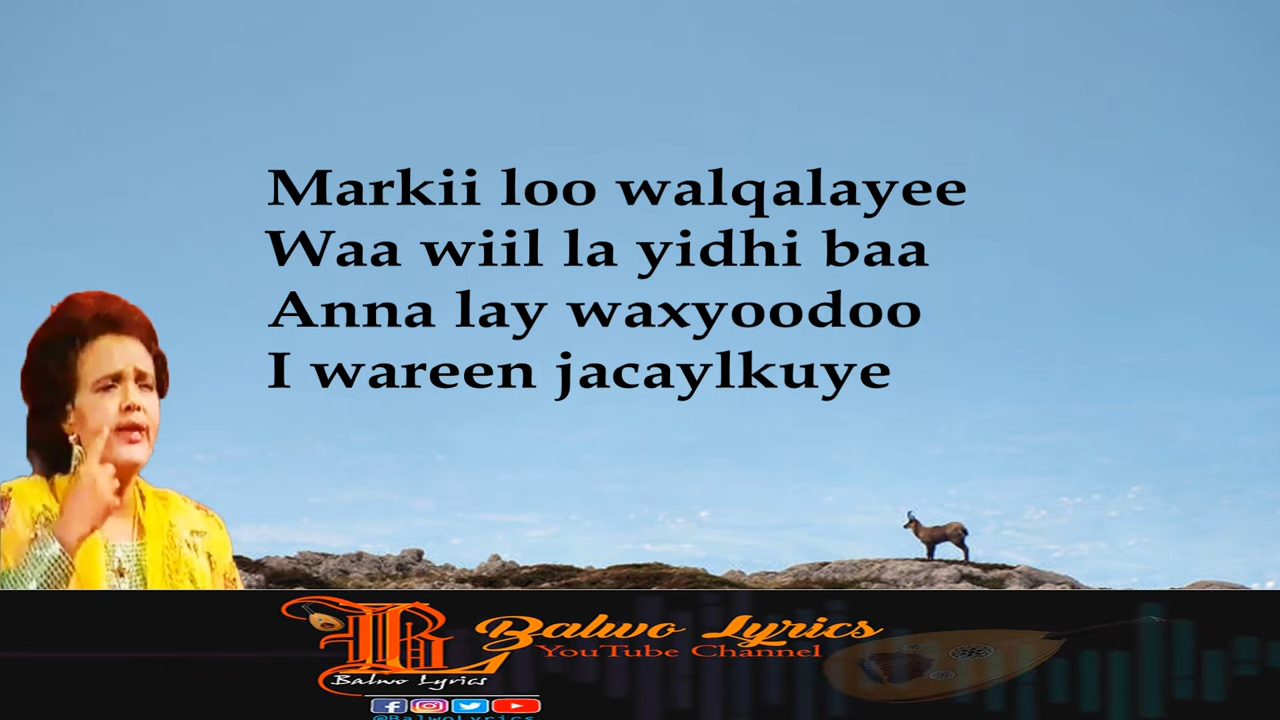 Markii loo walqalayee
Waa wiil la yidhi baa
Anna lay waxyoodoo
I wareen jacaylkuye
BL Balwo Lyrics
YouTube Channel
Balwo Lyrics
@BalwoLyrics